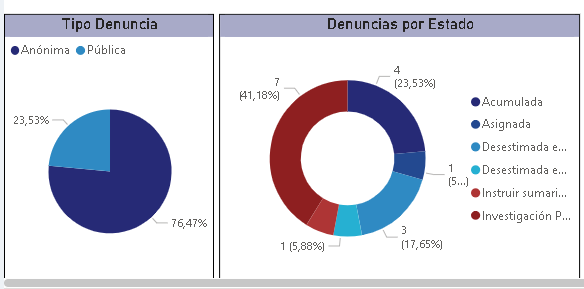 Tipo Denuncia
Anónima Pública
23,53%
76,47%
Denuncias por Estado
7
(41,18%)
4
(23,53%)
1
(5...)
3
(17,65%)
1 (5,88%)
Acumulada
Asignada
Desestimada e...
Desestimada e...
Instruir sumari...
Investigación P...